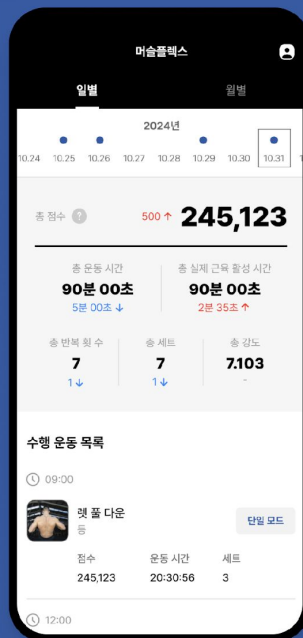 머슬플렉스
일별 월별
2024년
10.24 10.25 10.26 10.27 10.28 10.29 10.30 10.31
총 점수 ? 500 ↑ 245,123
총 운동 시간 총 실제 근육 활성 시간
90분 00초 90분 00초
5분 00초 ↓ 2분 35초 ↑
총 반복 횟 수 총 세트 총 강도
7 7 7.103
1 ↓ 1 ↓ -
수행 운동 목록
09:00
렛 풀 다운
등
단일 모드
점수 운동 시간 세트
245,123 20:30:56 3
12:00